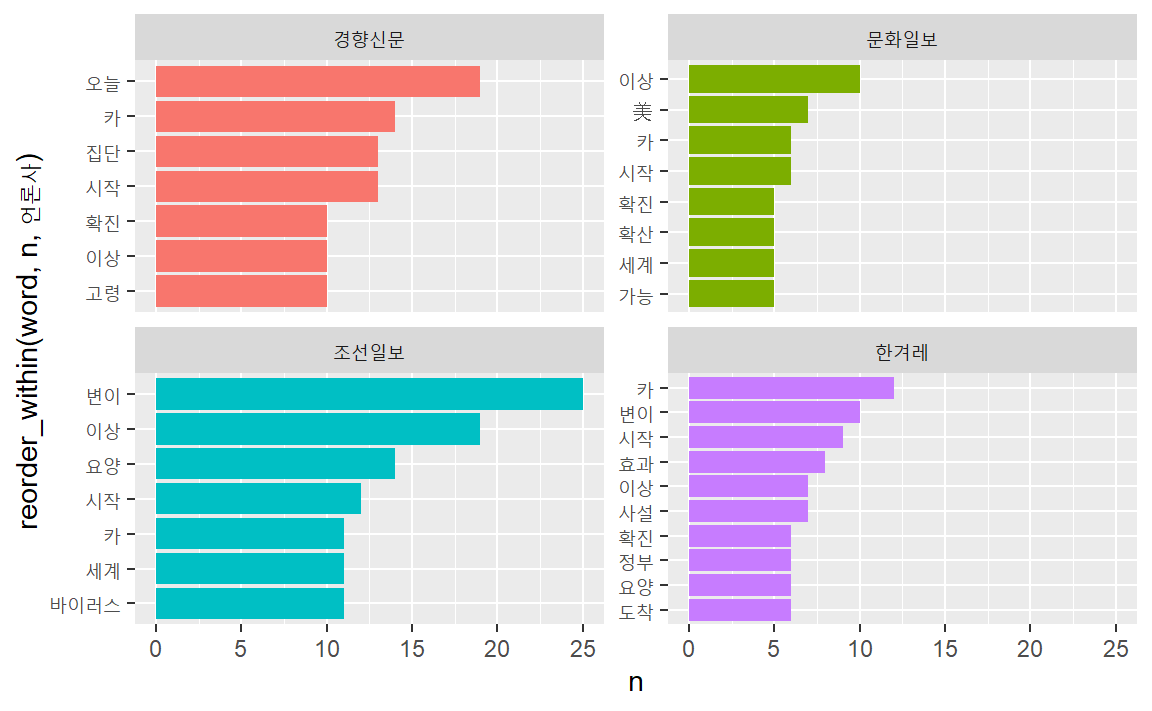 경향신문
오늘
카
집단
시작
확진
이상
고령
문화일보
이상
美
카
시작
확진
확산
세계
가능
조선일보
변이
이상
요양
시작
카
세계
바이러스
0 5 10 15 20 25
한겨레
카
변이
시작
효과
이상
사설
확진
정부
요양
도착
0 5 10 15 20 25
n
reorder_within(word, n, 언론사)